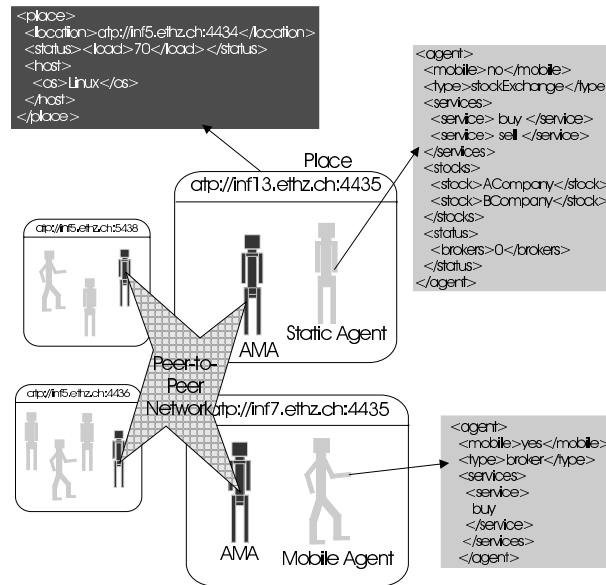 <place>
<location>atp://inf5.ethz.ch:4434</location>
<status><load>70</load></status>
<host>
<os>Linux</os>
</host>
</place>
<agent>
<mobile>no</mobile>
<type>stockExchange</type
<services>
<service> buy </service>
<service> sell </service>
</services>
<stocks>
<stock>ACompany</stock>
<stock>BCompany</stock>
</stocks>
<status>
<brokers>0</brokers>
</status>
</agent>
Place
atp://inf13.ethz.ch:4435
Static Agent
AMA
atp://inf5.ethz.ch:5438
Peer-to-
Peer
Network
atp://inf5.ethz.ch:4436
atp://inf7.ethz.ch:4435
AMA
Mobile Agent
<agent>
<mobile>yes</mobile>
<type>broker</type>
<services>
<service>
buy
</service>
</services>
</agent>